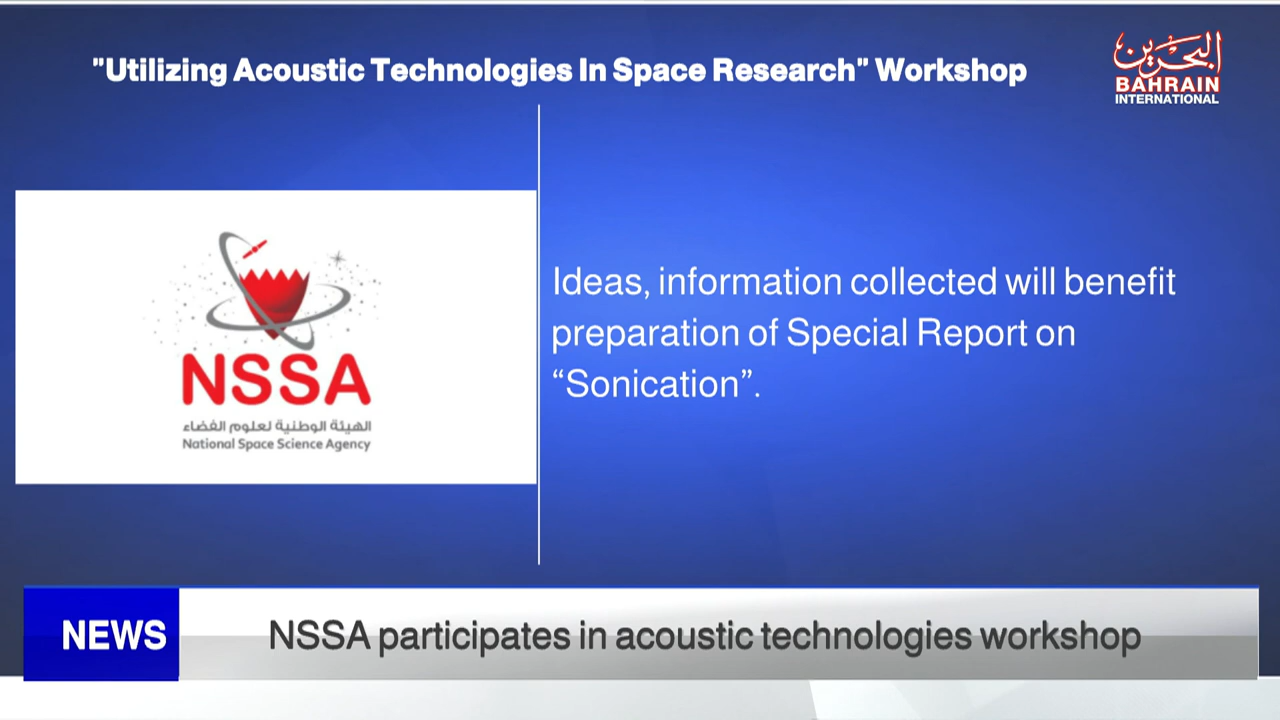 "Utilizing Acoustic Technologies In Space Research" Workshop
البحرين
BAHRAIN
INTERNATIONAL
NSSA
الهيئة الوطنية لعلوم الفضاء
National Space Science Agency
Ideas, information collected will benefit
preparation of Special Report on
“Sonication”.
NEWS
NSSA participates in acoustic technologies workshop